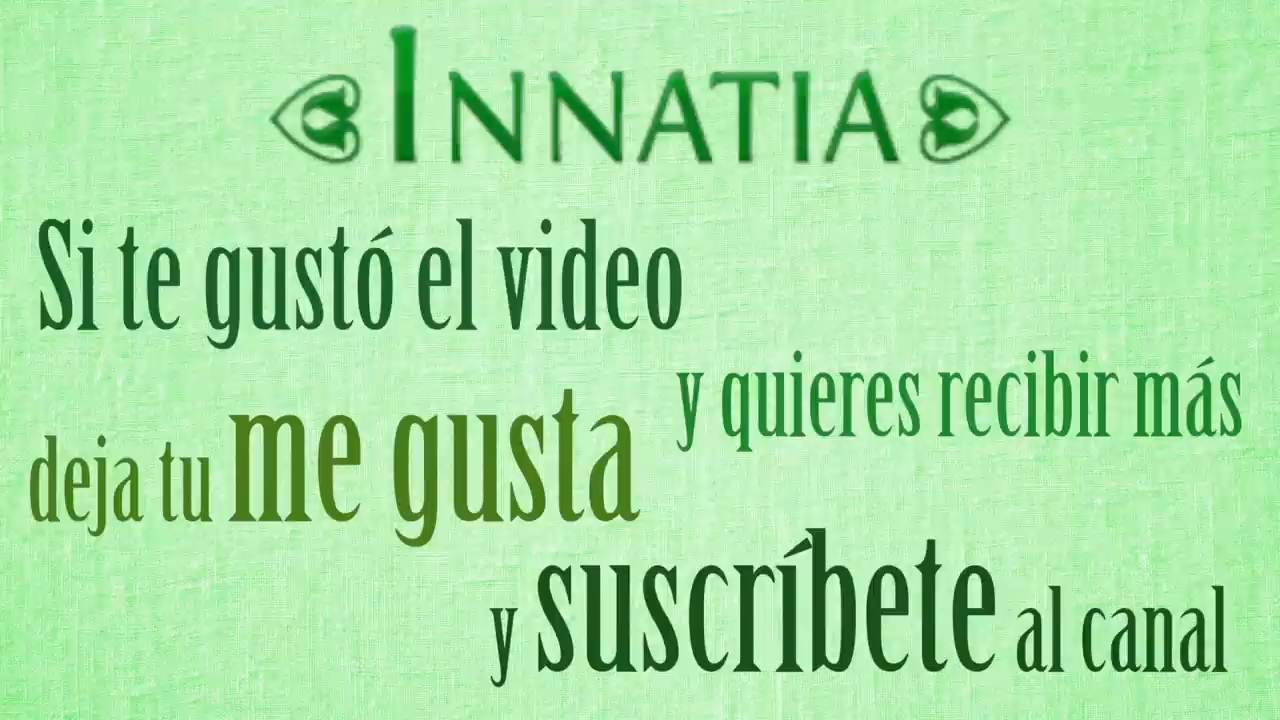 INNATIA
Si te gustó el video
y quieres recibir más
deja tu me gusta
y suscríbete al canal